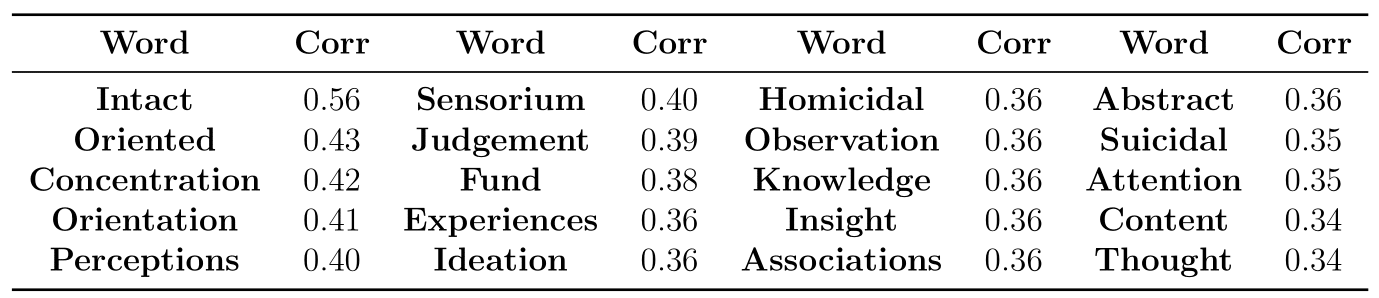 Word Corr Word Corr Word Corr Word Corr
Intact 0.56 Sensorium 0.40 Homicidal 0.36 Abstract 0.36
Oriented 0.43 Judgement 0.39 Observation 0.36 Suicidal 0.35
Concentration 0.42 Fund 0.38 Knowledge 0.36 Attention 0.35
Orientation 0.41 Experiences 0.36 Insight 0.36 Content 0.34
Perceptions 0.40 Ideation 0.36 Associations 0.36 Thought 0.34